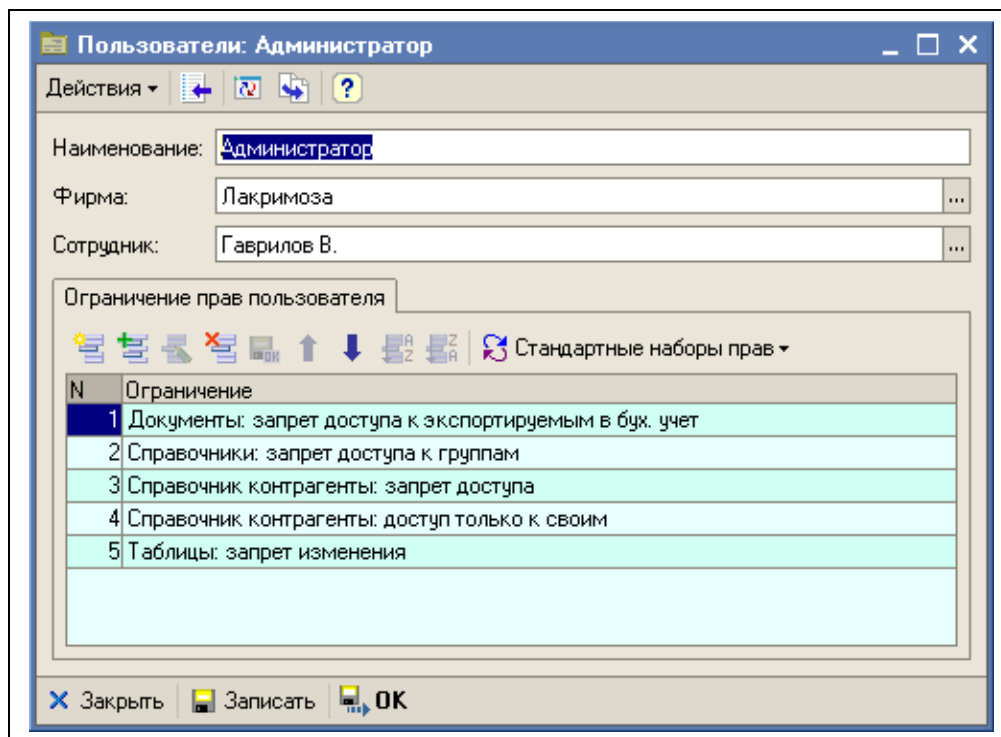 Пользователи: Администратор
Действия
Наименование: Администратор
Фирма: Лакримоза ...
Сотрудник: Гаврилов В. ...
Ограничение прав пользователя
Стандартные наборы прав
N Ограничение
1 Документы: запрет доступа к экспортируемым в бух. учет
2 Справочники: запрет доступа к группам
3 Справочник контрагенты: запрет доступа
4 Справочник контрагенты: доступ только к своим
5 Таблицы: запрет изменения
Закрыть Записать OK